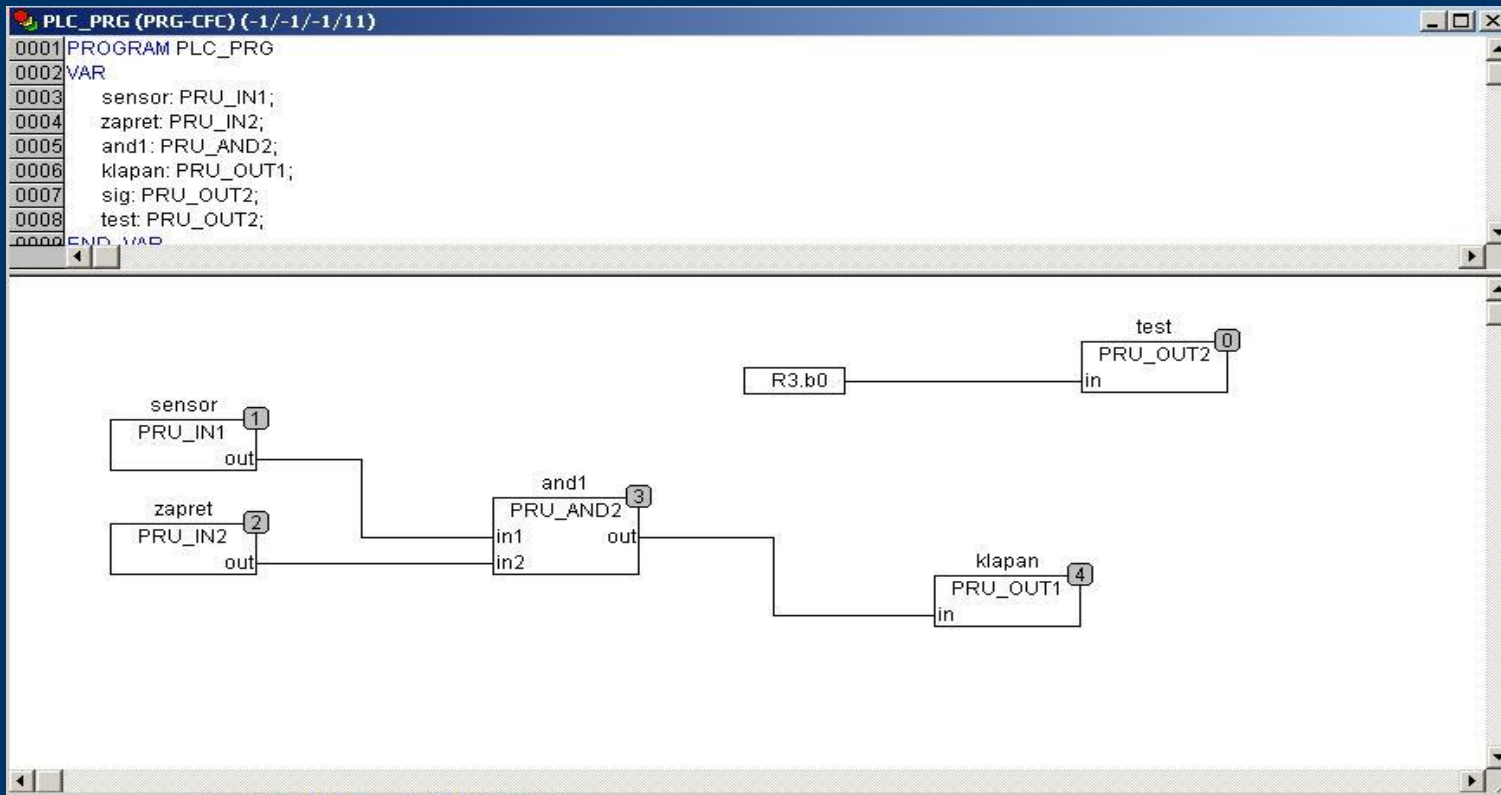 PLC_PRG (PRG-CFC) (-1/-1/-1/11)
0001 PROGRAM PLC_PRG
0002 VAR
0003 sensor: PRU_IN1;
0004 zapret: PRU_IN2;
0005 and1: PRU_AND2;
0006 klapan: PRU_OUT1;
0007 sig: PRU_OUT2;
0008 test: PRU_OUT2;
0009 END_VAR
test
0
PRU_OUT2
R3.b0
in
sensor
1
PRU_IN1
out
and1
3
PRU_AND2
in1 out
in2
zapret
2
PRU_IN2
out
klapan
4
PRU_OUT1
in